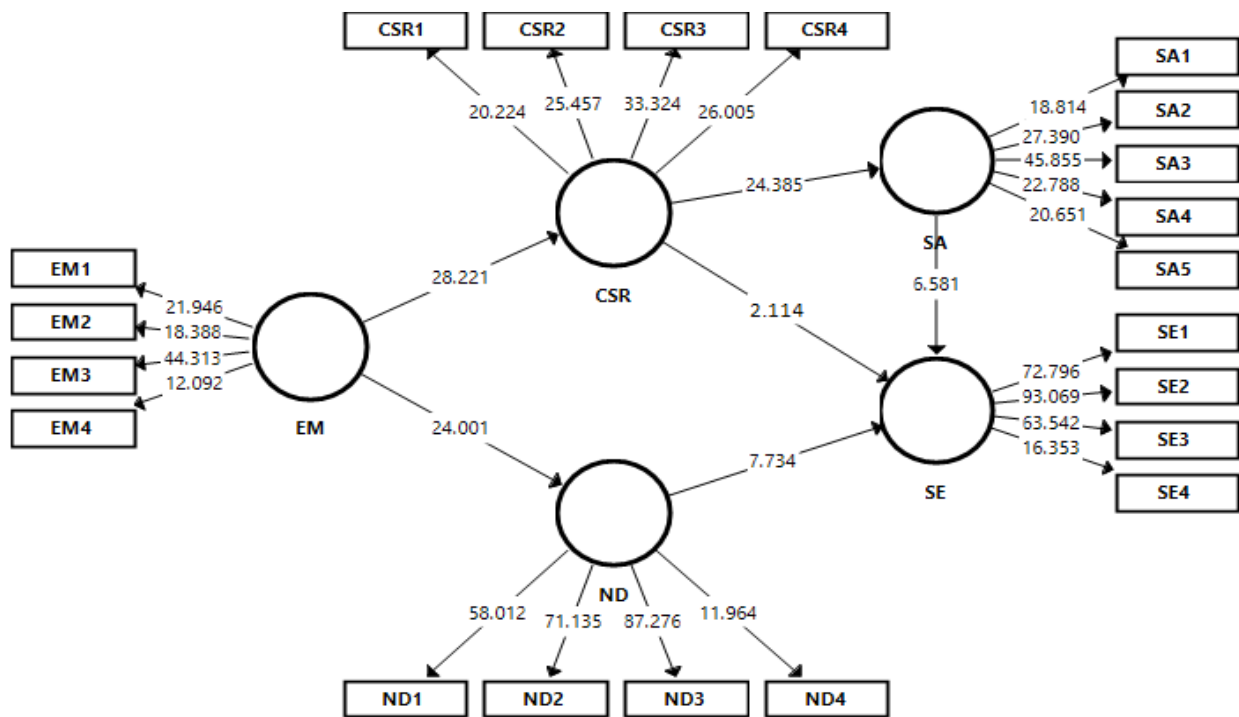 CSR1 CSR2 CSR3 CSR4
20.224 25.457 33.324 26.005
SA1
SA2
SA3
SA4
SA5
18.814
27.390
45.855
22.788
20.651
24.385
SA
EM1
EM2
EM3
EM4
21.946
18.388
44.313
12.092
28.221
CSR
2.114
6.581
EM
24.001
SE1
SE2
SE3
SE4
72.796
93.069
63.542
16.353
7.734
SE
ND
58.012 71.135 87.276 11.964
ND1 ND2 ND3 ND4